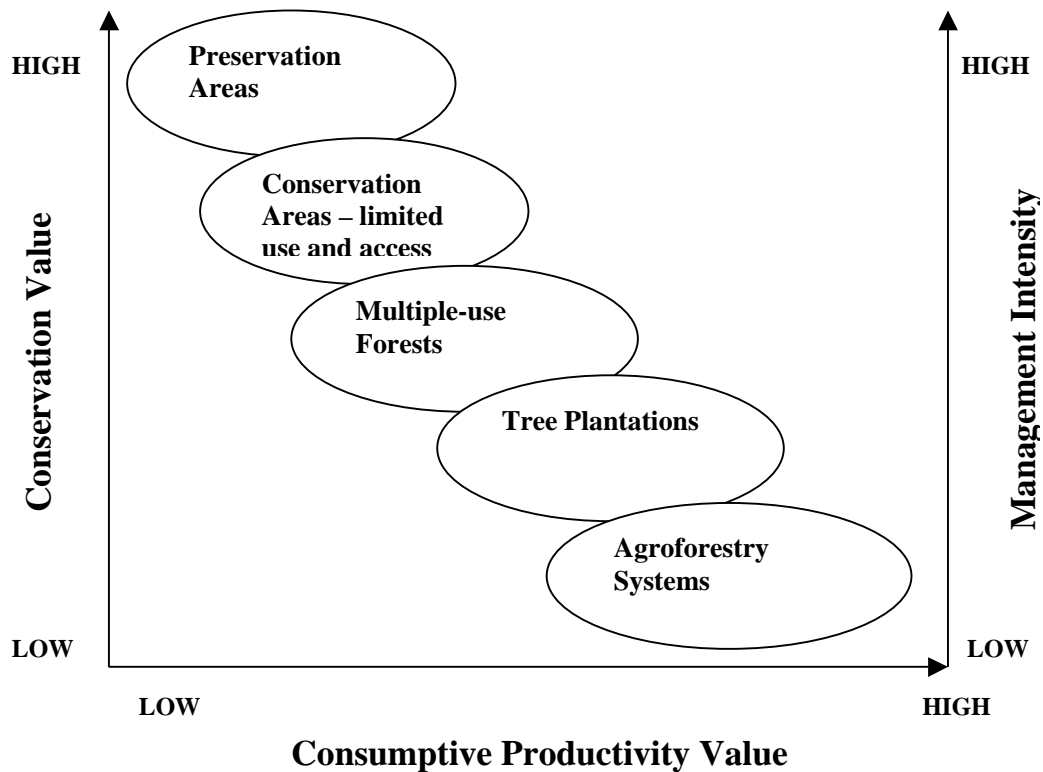 HIGH
Preservation
Areas
HIGH
Conservation
Areas – limited
use and access
Multiple-use
Forests
Tree Plantations
Agroforestry
Systems
Conservation Value
Management Intensity
LOW
LOW
LOW
HIGH
Consumptive Productivity Value